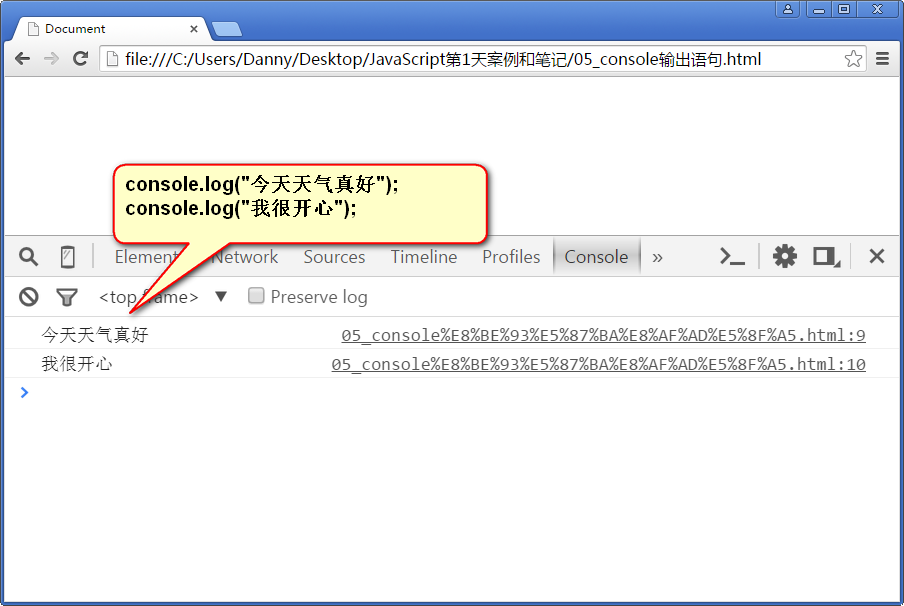 Document
file:///C:/Users/Danny/Desktop/JavaScript第1天案例和笔记/05_console输出语句.html
console.log("今天天气真好");
console.log("我很开心");
Element Network Sources Timeline Profiles Console »
<top frame> ▼ Preserve log
今天天气真好 05_console%E8%BE%93%E5%87%BA%E8%AF%AD%E5%8F%A5.html:9
我很开心 05_console%E8%BE%93%E5%87%BA%E8%AF%AD%E5%8F%A5.html:10